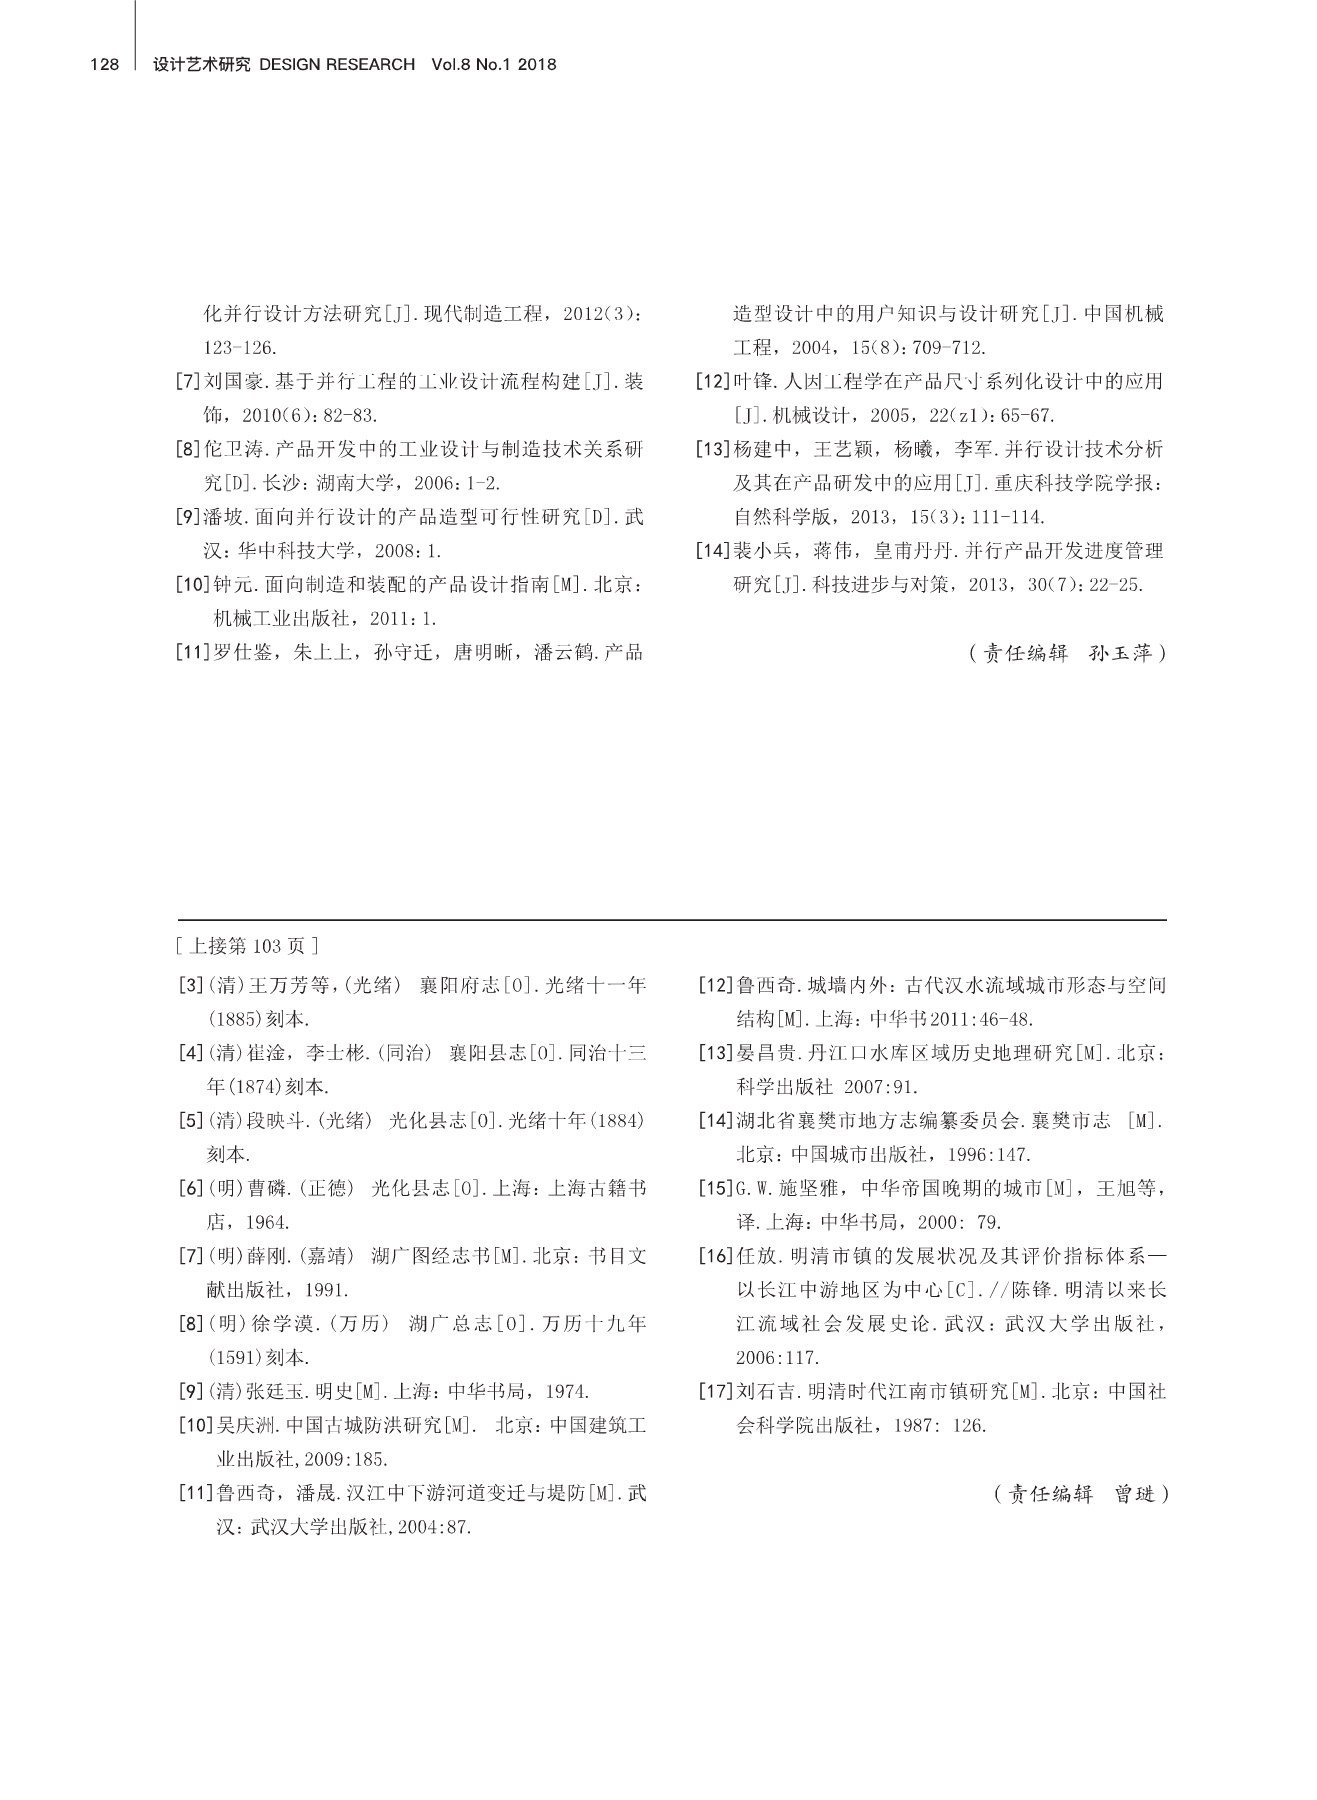 128 设计艺术研究 DESIGN RESEARCH Vol.8 No.1 2018
化并行设计方法研究[J].现代制造工程，2012(3)：
123-126.
[7]刘国豪.基于并行工程的工业设计流程构建[J].装
饰，2010(6)：82-83.
[8]佗卫涛.产品开发中的工业设计与制造技术关系研
究[D].长沙：湖南大学，2006：1-2.
[9]潘坡.面向并行设计的产品造型可行性研究[D].武
汉：华中科技大学，2008：1.
[10]钟元.面向制造和装配的产品设计指南[M].北京：
机械工业出版社，2011：1.
[11]罗仕鉴，朱上上，孙守迁，唐明晰，潘云鹤.产品
造型设计中的用户知识与设计研究[J].中国机械
工程，2004，15(8)：709-712.
[12]叶锋.人因工程学在产品尺寸系列化设计中的应用
[J].机械设计，2005，22(z1)：65-67.
[13]杨建中，王艺颖，杨曦，李军.并行设计技术分析
及其在产品研发中的应用[J].重庆科技学院学报：
自然科学版，2013，15(3)：111-114.
[14]裴小兵，蒋伟，皇甫丹丹.并行产品开发进度管理
研究[J].科技进步与对策，2013，30(7)：22-25.
(责任编辑 孙玉萍)
[上接第 103 页]
[3](清)王万芳等,(光绪) 襄阳府志[O].光绪十一年
(1885)刻本.
[4](清)崔淦，李士彬.(同治) 襄阳县志[O].同治十三
年(1874)刻本.
[5](清)段映斗.(光绪) 光化县志[O].光绪十年(1884)
刻本.
[6](明)曹璘.(正德) 光化县志[O].上海：上海古籍书
店，1964.
[7](明)薛刚.(嘉靖) 湖广图经志书[M].北京：书目文
献出版社，1991.
[8](明)徐学漠.(万历) 湖广总志[O].万历十九年
(1591)刻本.
[9](清)张廷玉.明史[M].上海：中华书局，1974.
[10]吴庆洲.中国古城防洪研究[M]. 北京：中国建筑工
业出版社,2009:185.
[11]鲁西奇，潘晟.汉江中下游河道变迁与堤防[M].武
汉：武汉大学出版社,2004:87.
[12]鲁西奇.城墙内外：古代汉水流域城市形态与空间
结构[M].上海：中华书2011:46-48.
[13]晏昌贵.丹江口水库区域历史地理研究[M].北京：
科学出版社 2007:91.
[14]湖北省襄樊市地方志编纂委员会.襄樊市志 [M].
北京：中国城市出版社，1996:147.
[15]G.W.施坚雅，中华帝国晚期的城市[M]，王旭等，
译.上海：中华书局，2000: 79.
[16]任放.明清市镇的发展状况及其评价指标体系—
以长江中游地区为中心[C].//陈锋.明清以来长
江流域社会发展史论.武汉：武汉大学出版社，
2006:117.
[17]刘石吉.明清时代江南市镇研究[M].北京：中国社
会科学院出版社，1987: 126.
(责任编辑 曾琎)